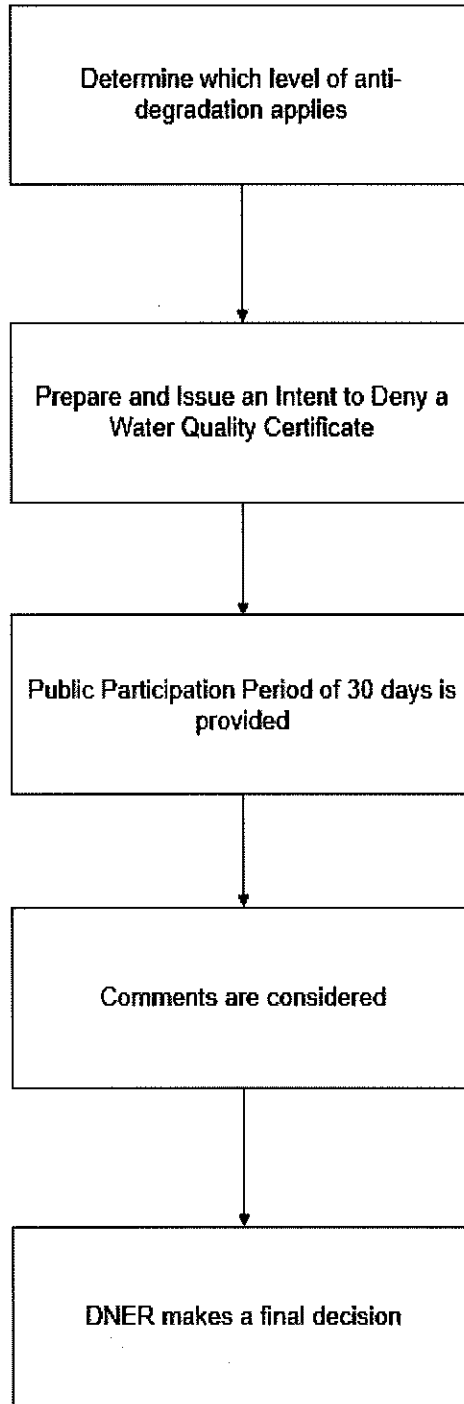 Determine which level of anti-
degradation applies
Prepare and Issue an Intent to Deny a
Water Quality Certificate
Public Participation Period of 30 days is
provided
Comments are considered
DNER makes a final decision